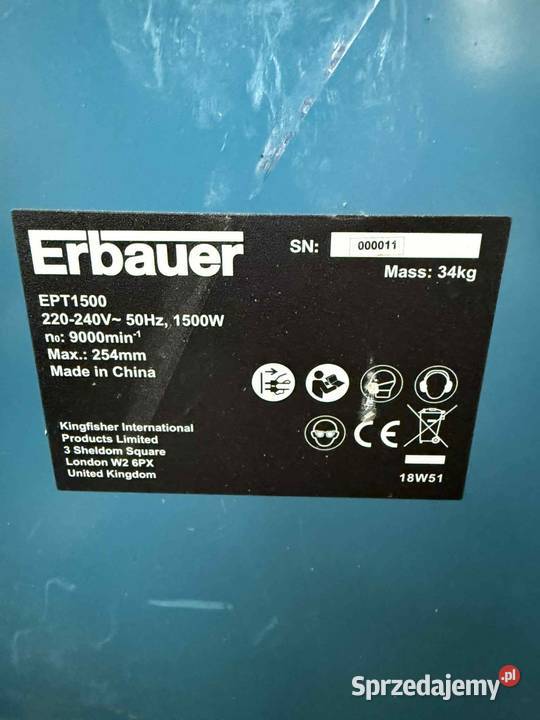 Erbauer
SN: 000011
Mass: 34kg
EPT1500
220-240V~ 50Hz, 1500W
n₀: 9000min⁻¹
Max.: 254mm
Made in China
Kingfisher International
Products Limited
3 Sheldom Square
London W2 6PX
United Kingdom
CE
18W51
Sprzedajemy.pl